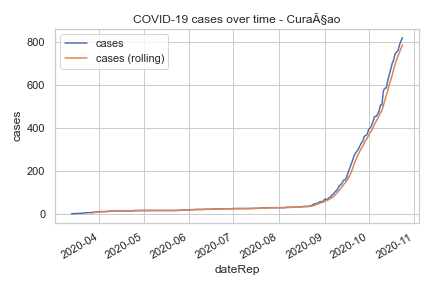 COVID-19 cases over time - CuraÃ§ao
cases
cases (rolling)
800
600
400
200
0
cases
2020-04
2020-05
2020-06
2020-07
2020-08
2020-09
2020-10
2020-11
dateRep